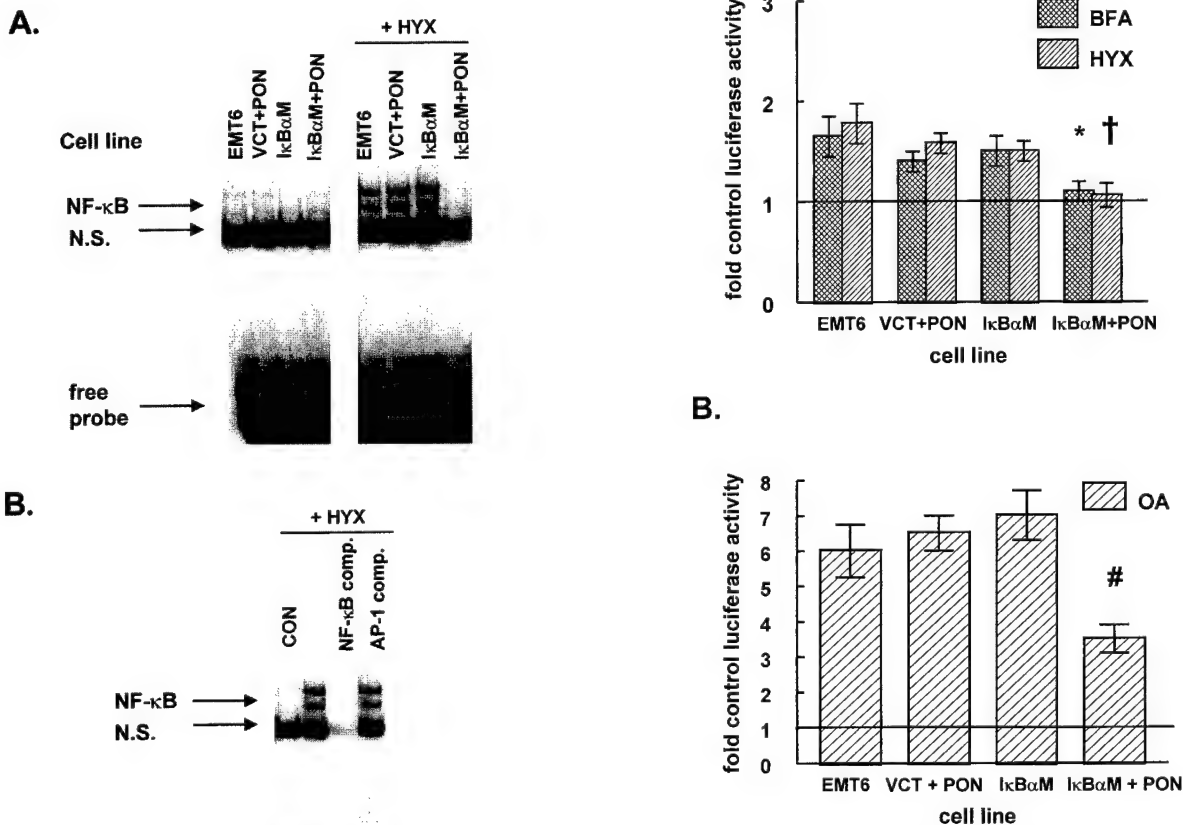 A.
+ HYX
Cell line
EMT6
VCT+PON
IκBαM
IκBαM+PON
EMT6
VCT+PON
IκBαM
IκBαM+PON
NF-κB
N.S.
free
probe
B.
+ HYX
CON
NF-κB comp.
AP-1 comp.
NF-κB
N.S.
fold control luciferase activity
3
2
1
0
BFA
HYX
* †
EMT6 VCT+PON IκBαM IκBαM+PON
cell line
B.
fold control luciferase activity
8
7
6
5
4
3
2
1
0
OA
#
EMT6 VCT + PON IκBαM IκBαM + PON
cell line